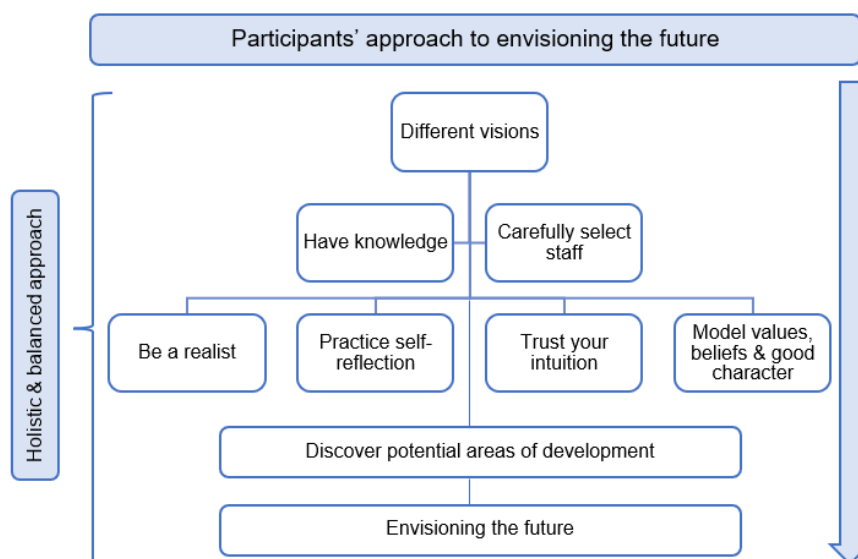 Participants’ approach to envisioning the future
Holistic & balanced approach
Different visions
Have knowledge
Carefully select
staff
Be a realist
Practice self-
reflection
Trust your
intuition
Model values,
beliefs & good
character
Discover potential areas of development
Envisioning the future